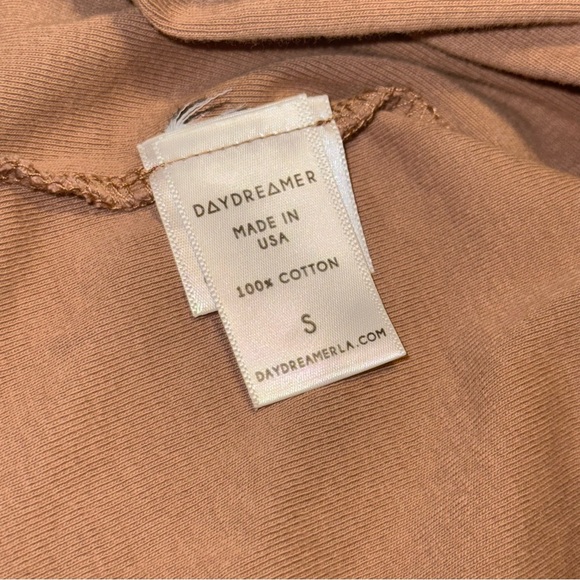 DAYDREAMER
MADE IN
USA
100% COTTON
S
DAYDREAMERLA.COM